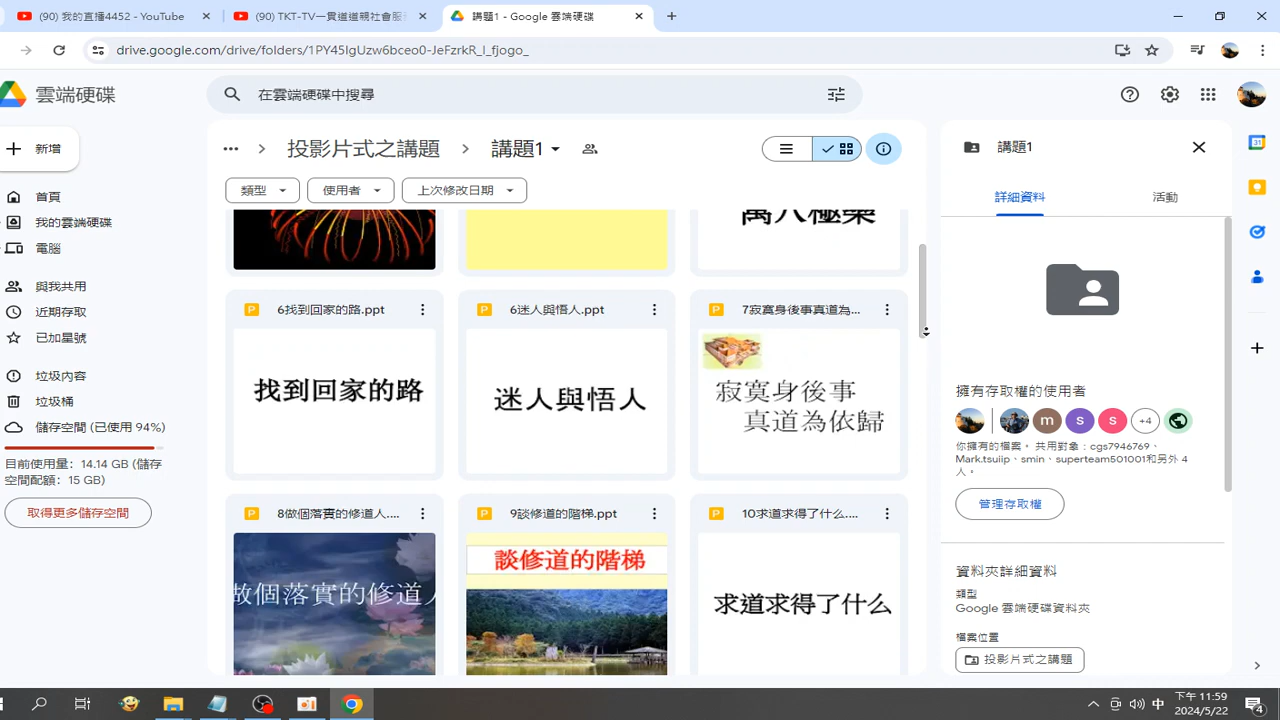 (90) 我的直播4452 - YouTube
(90) TKT-TV一貫道道親社會服
講題1 - Google 雲端硬碟
drive.google.com/drive/folders/1PY45IgUzw6bceo0-JeFzrkR_I_fjogo_
雲端硬碟
在雲端硬碟中搜尋
新增
首頁
我的雲端硬碟
電腦
與我共用
近期存取
已加星號
垃圾內容
垃圾桶
儲存空間 (已使用 94%)
目前使用量：14.14 GB (儲存
空間配額：15 GB)
取得更多儲存空間
投影片式之講題
講題1
類型
使用者
上次修改日期
萬八極樂
6找到回家的路.ppt
6迷人與悟人.ppt
7寂寞身後事真道為...
找到回家的路
迷人與悟人
寂寞身後事
真道為依歸
8做個落實的修道人....
9談修道的階梯.ppt
10求道求得了什么....
做個落實的修道人
談修道的階梯
求道求得了什么
講題1
詳細資料
活動
擁有存取權的使用者
m
s
s
+4
你擁有的檔案。 共用對象：cgs7946769、
Mark.tsuiip、smin、superteam501001和另外 4
人。
管理存取權
資料夾詳細資料
類型
Google 雲端硬碟資料夾
檔案位置
投影片式之講題
31
中
下午 11:59
2024/5/22
4